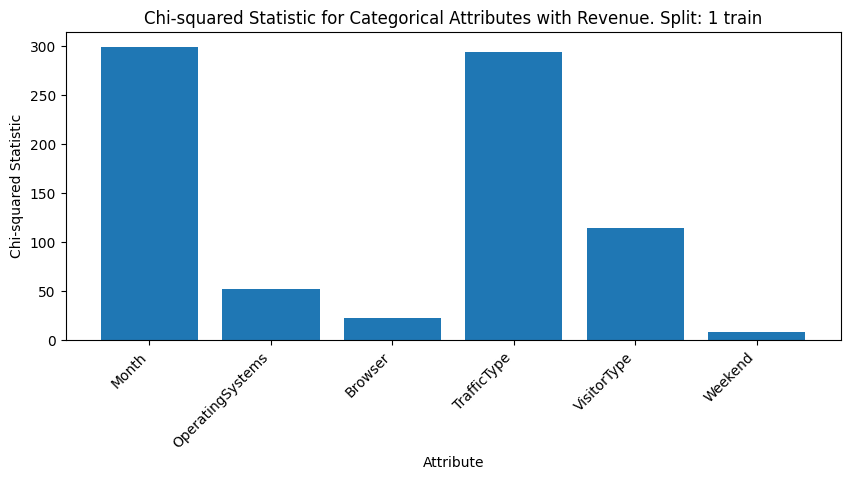 Chi-squared Statistic for Categorical Attributes with Revenue. Split: 1 train
Chi-squared Statistic
300
250
200
150
100
50
0
Month
OperatingSystems
Browser
TrafficType
VisitorType
Weekend
Attribute